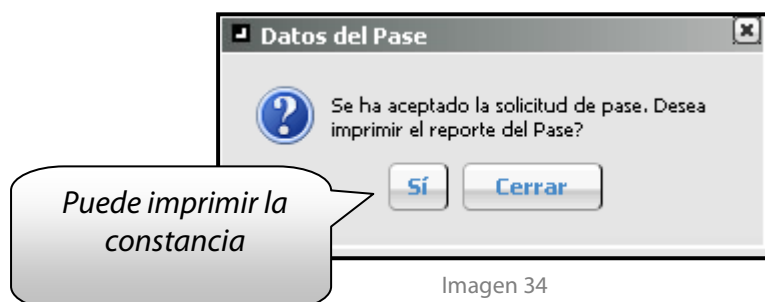 Datos del Pase
Se ha aceptado la solicitud de pase. Desea
imprimir el reporte del Pase?
Sí
Cerrar
Puede imprimir la
constancia
Imagen 34